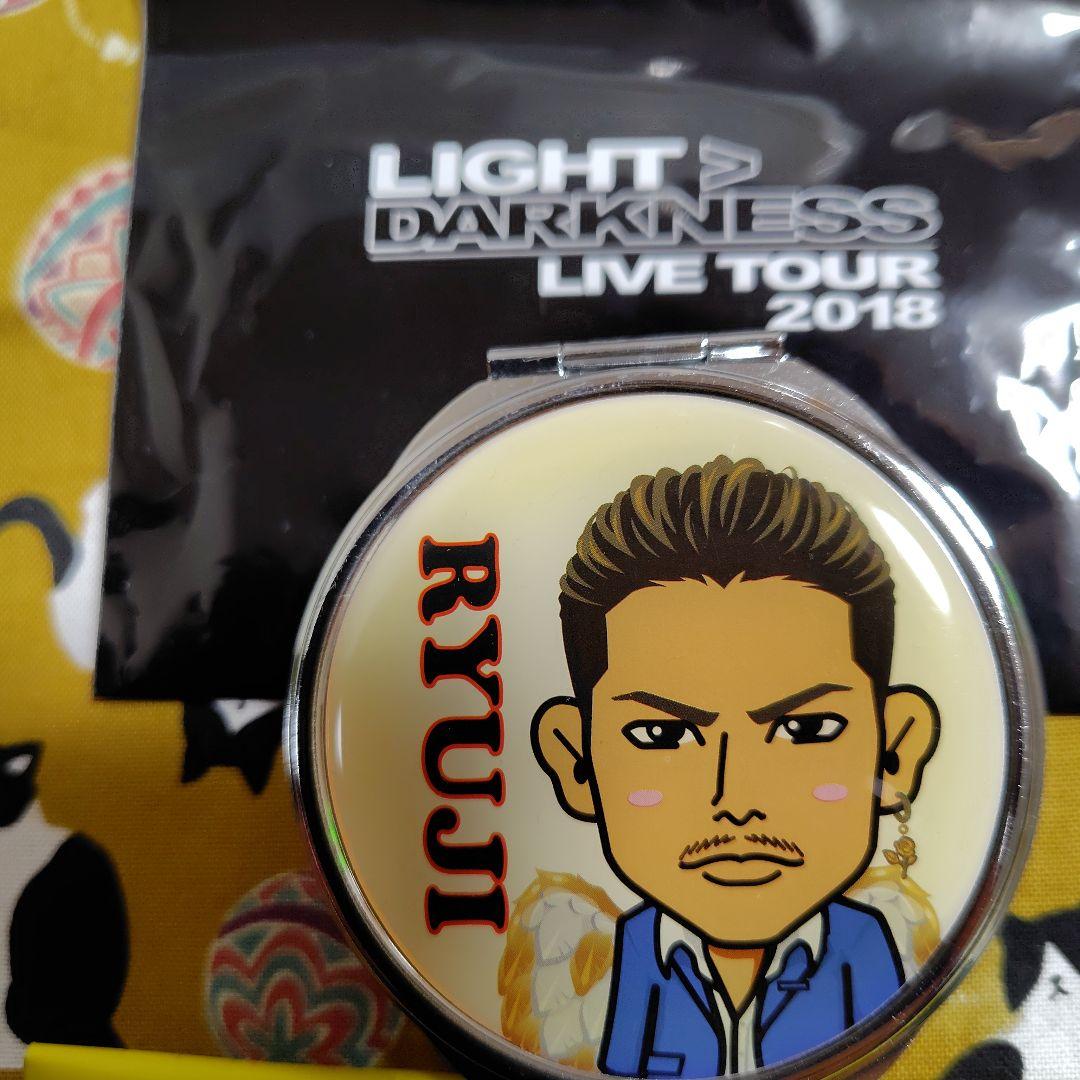 LIGHT >
DARKNESS
LIVE TOUR
2018
RYUJI